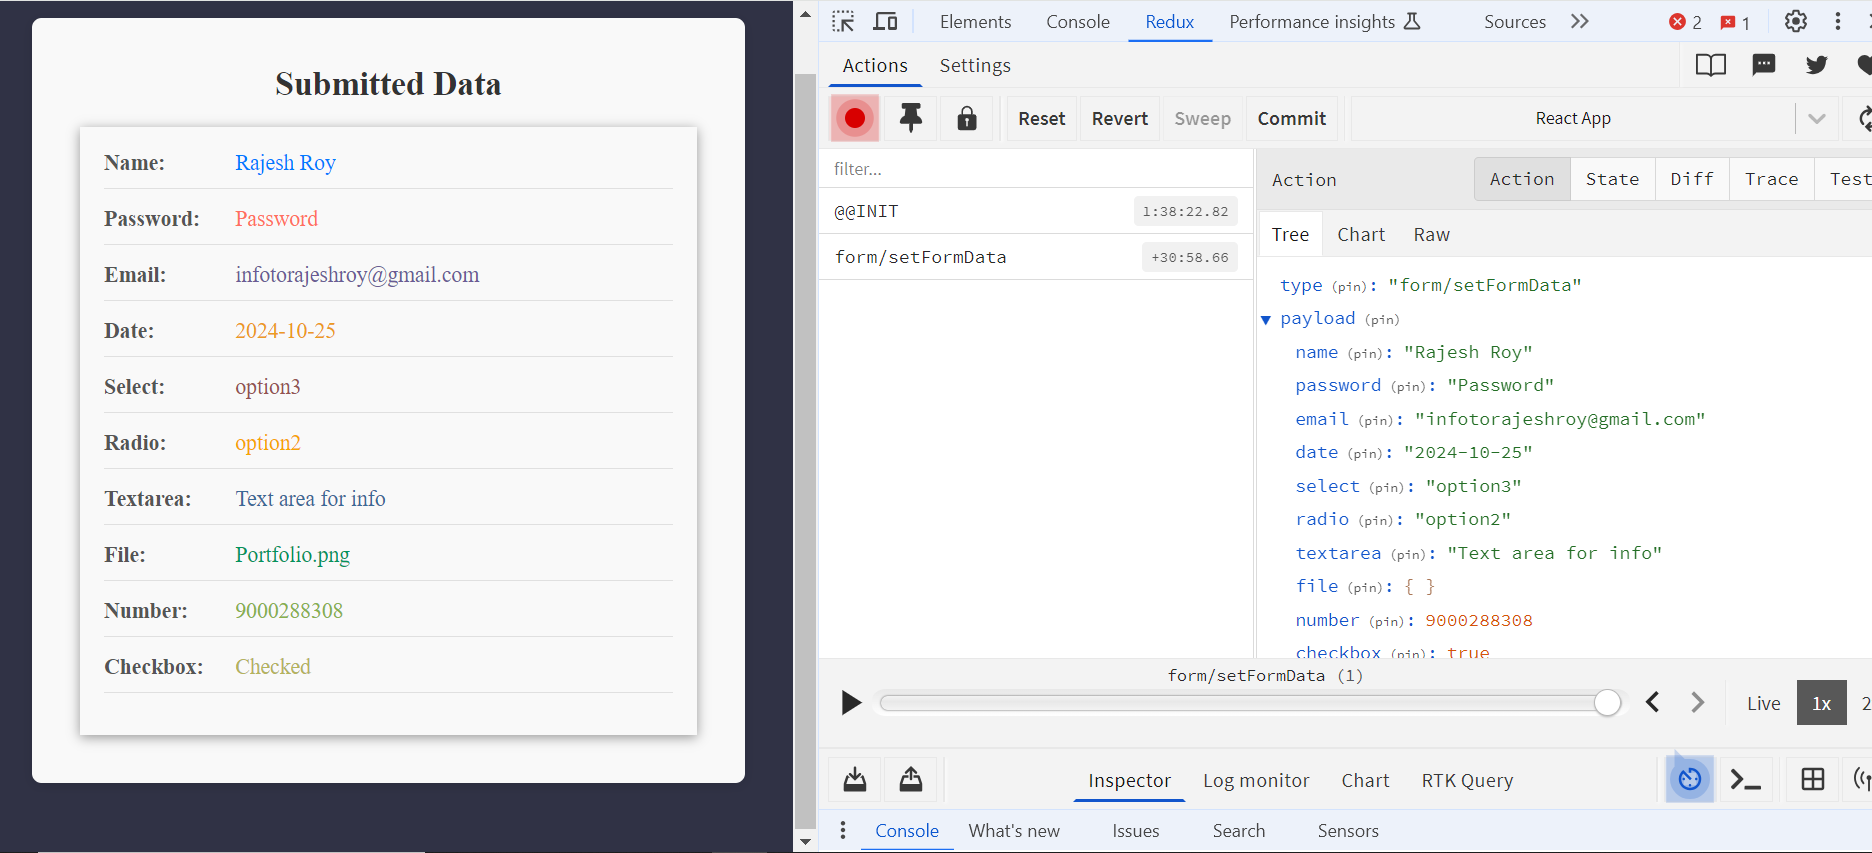 Submitted Data
Name: Rajesh Roy
Password: Password
Email: infotorajeshroy@gmail.com
Date: 2024-10-25
Select: option3
Radio: option2
Textarea: Text area for info
File: Portfolio.png
Number: 9000288308
Checkbox: Checked
Elements Console Redux Performance insights Sources 2 1
Actions Settings
Reset Revert Sweep Commit React App
filter...
@@INIT 1:38:22.82
form/setFormData +30:58.66
Action Action State Diff Trace Test
Tree Chart Raw
type (pin): "form/setFormData"
payload (pin)
name (pin): "Rajesh Roy"
password (pin): "Password"
email (pin): "infotorajeshroy@gmail.com"
date (pin): "2024-10-25"
select (pin): "option3"
radio (pin): "option2"
textarea (pin): "Text area for info"
file (pin): { }
number (pin): 9000288308
checkbox (pin): true
form/setFormData (1)
Live 1x 2
Inspector Log monitor Chart RTK Query
Console What's new Issues Search Sensors